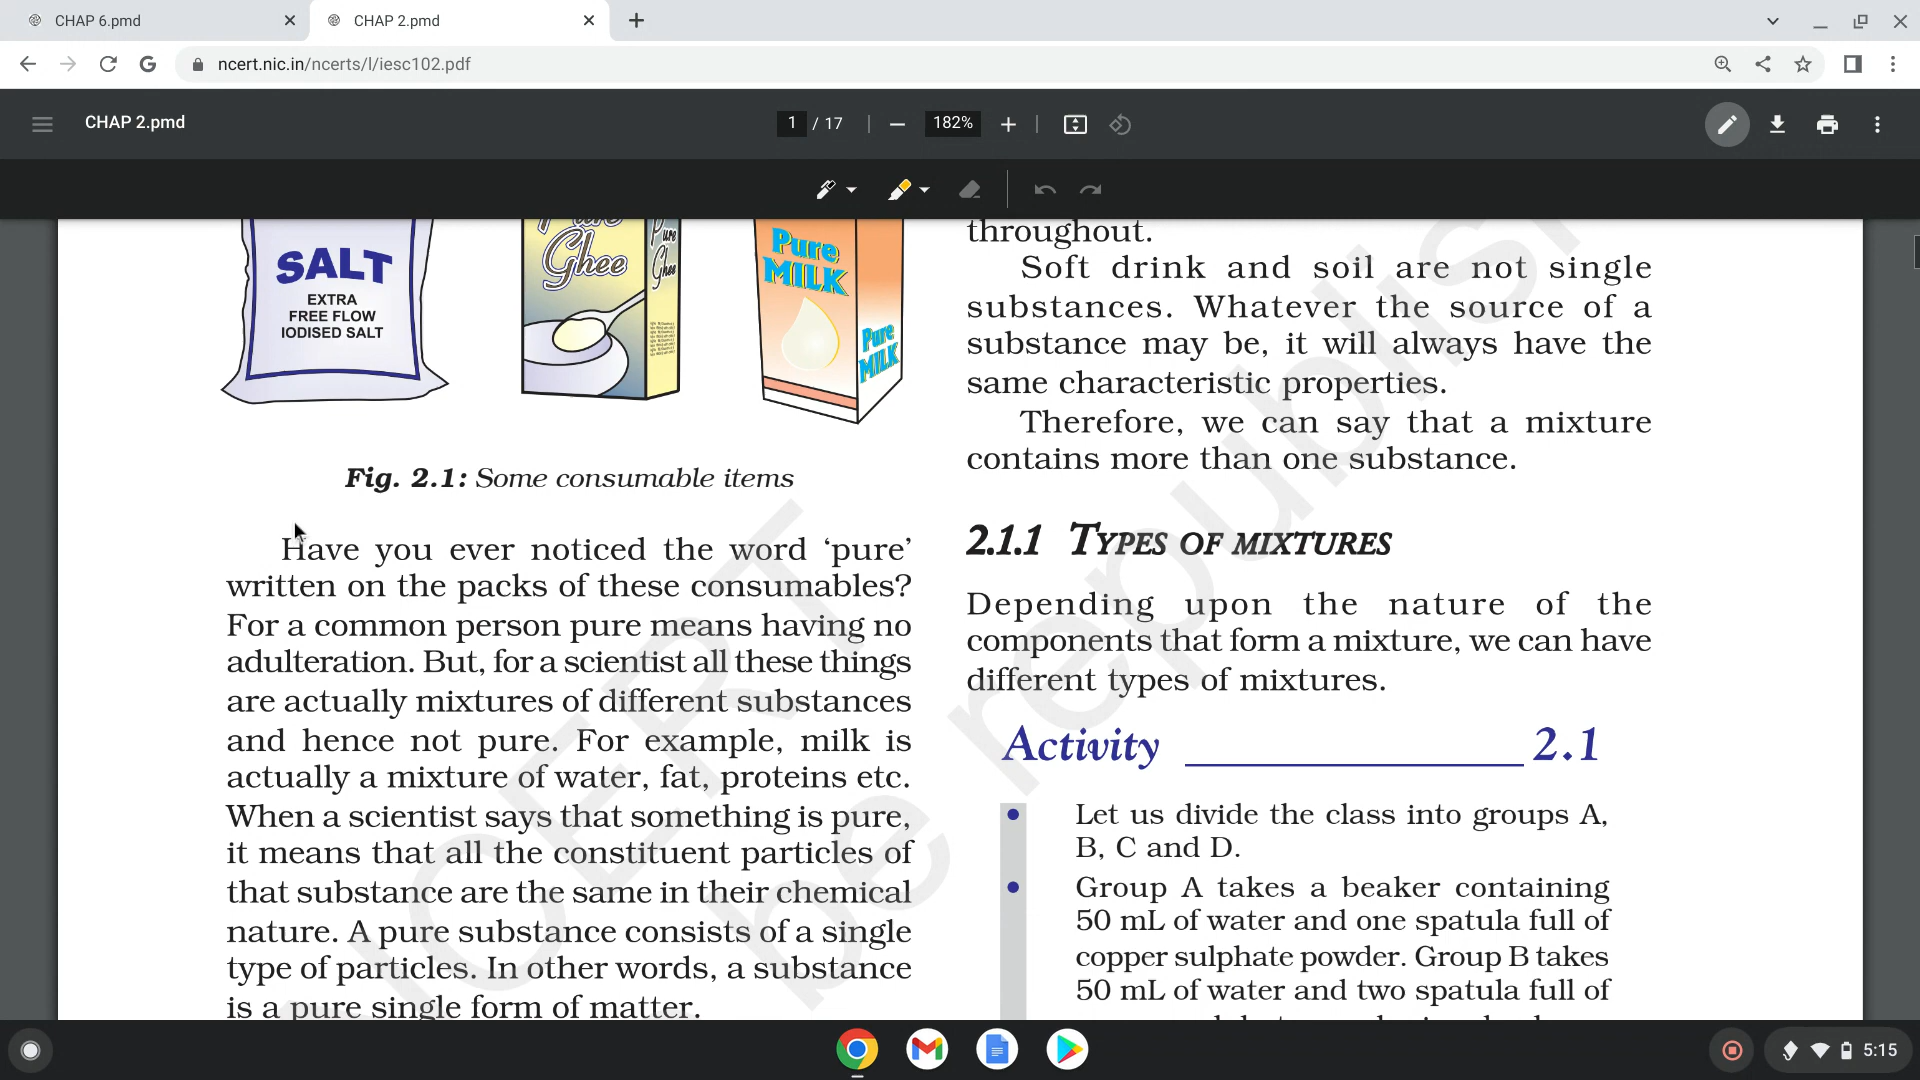 CHAP 6.pmd
CHAP 2.pmd
ncert.nic.in/ncerts/l/iesc102.pdf
CHAP 2.pmd
1 / 17
182%
SALT
EXTRA
FREE FLOW
IODISED SALT
Pure
Ghee
Pure
Ghee
Pure
MILK
Pure
MILK
Fig. 2.1: Some consumable items
Have you ever noticed the word ‘pure’
written on the packs of these consumables?
For a common person pure means having no
adulteration. But, for a scientist all these things
are actually mixtures of different substances
and hence not pure. For example, milk is
actually a mixture of water, fat, proteins etc.
When a scientist says that something is pure,
it means that all the constituent particles of
that substance are the same in their chemical
nature. A pure substance consists of a single
type of particles. In other words, a substance
is a pure single form of matter.
throughout.
Soft drink and soil are not single
substances. Whatever the source of a
substance may be, it will always have the
same characteristic properties.
Therefore, we can say that a mixture
contains more than one substance.
2.1.1 TYPES OF MIXTURES
Depending upon the nature of the
components that form a mixture, we can have
different types of mixtures.
Activity 2.1
• Let us divide the class into groups A,
B, C and D.
• Group A takes a beaker containing
50 mL of water and one spatula full of
copper sulphate powder. Group B takes
50 mL of water and two spatula full of
be republis
5:15